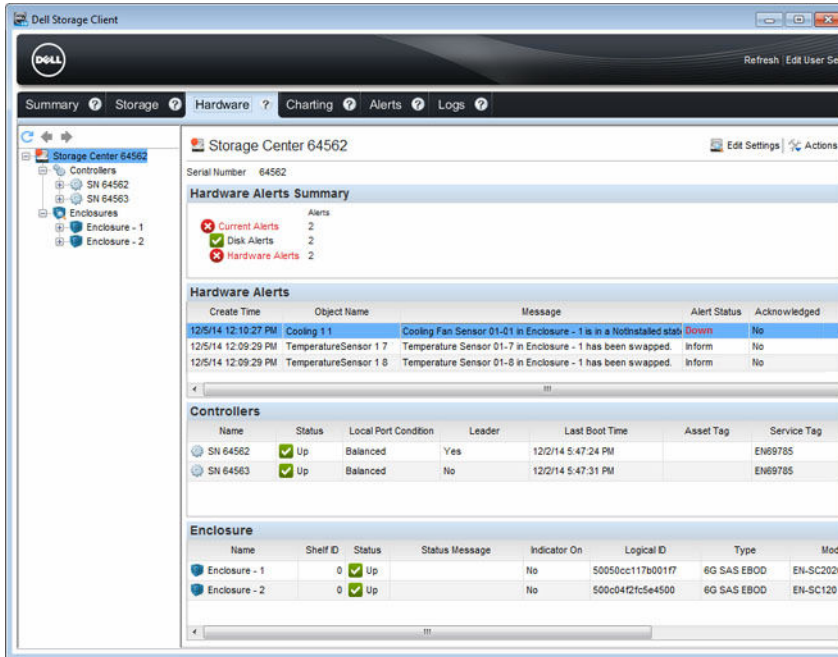 Dell Storage Client
DELL
Refresh Edit User Se
Summary ? Storage ? Hardware ? Charting ? Alerts ? Logs ?
Storage Center 64562
Controllers
SN 64562
SN 64563
Enclosures
Enclosure - 1
Enclosure - 2
Storage Center 64562
Edit Settings Actions
Serial Number 64562
Hardware Alerts Summary
Alerts
Current Alerts 2
Disk Alerts 2
Hardware Alerts 2
Hardware Alerts
Create Time Object Name Message Alert Status Acknowledged
12/5/14 12:10:27 PM Cooling 1 1 Cooling Fan Sensor 01-01 in Enclosure - 1 is in a NotInstalled stat Down No
12/5/14 12:09:29 PM TemperatureSensor 1 7 Temperature Sensor 01-7 in Enclosure - 1 has been swapped. Inform No
12/5/14 12:09:29 PM TemperatureSensor 1 8 Temperature Sensor 01-8 in Enclosure - 1 has been swapped. Inform No
Controllers
Name Status Local Port Condition Leader Last Boot Time Asset Tag Service Tag
SN 64562 Up Balanced Yes 12/2/14 5:47:24 PM EN69785
SN 64563 Up Balanced No 12/2/14 5:47:31 PM EN69785
Enclosure
Name Shelf ID Status Status Message Indicator On Logical ID Type Mod
Enclosure - 1 0 Up No 50050cc117b001f7 6G SAS EBOD EN-SC202
Enclosure - 2 0 Up No 500c04f2fc5e4500 6G SAS EBOD EN-SC120